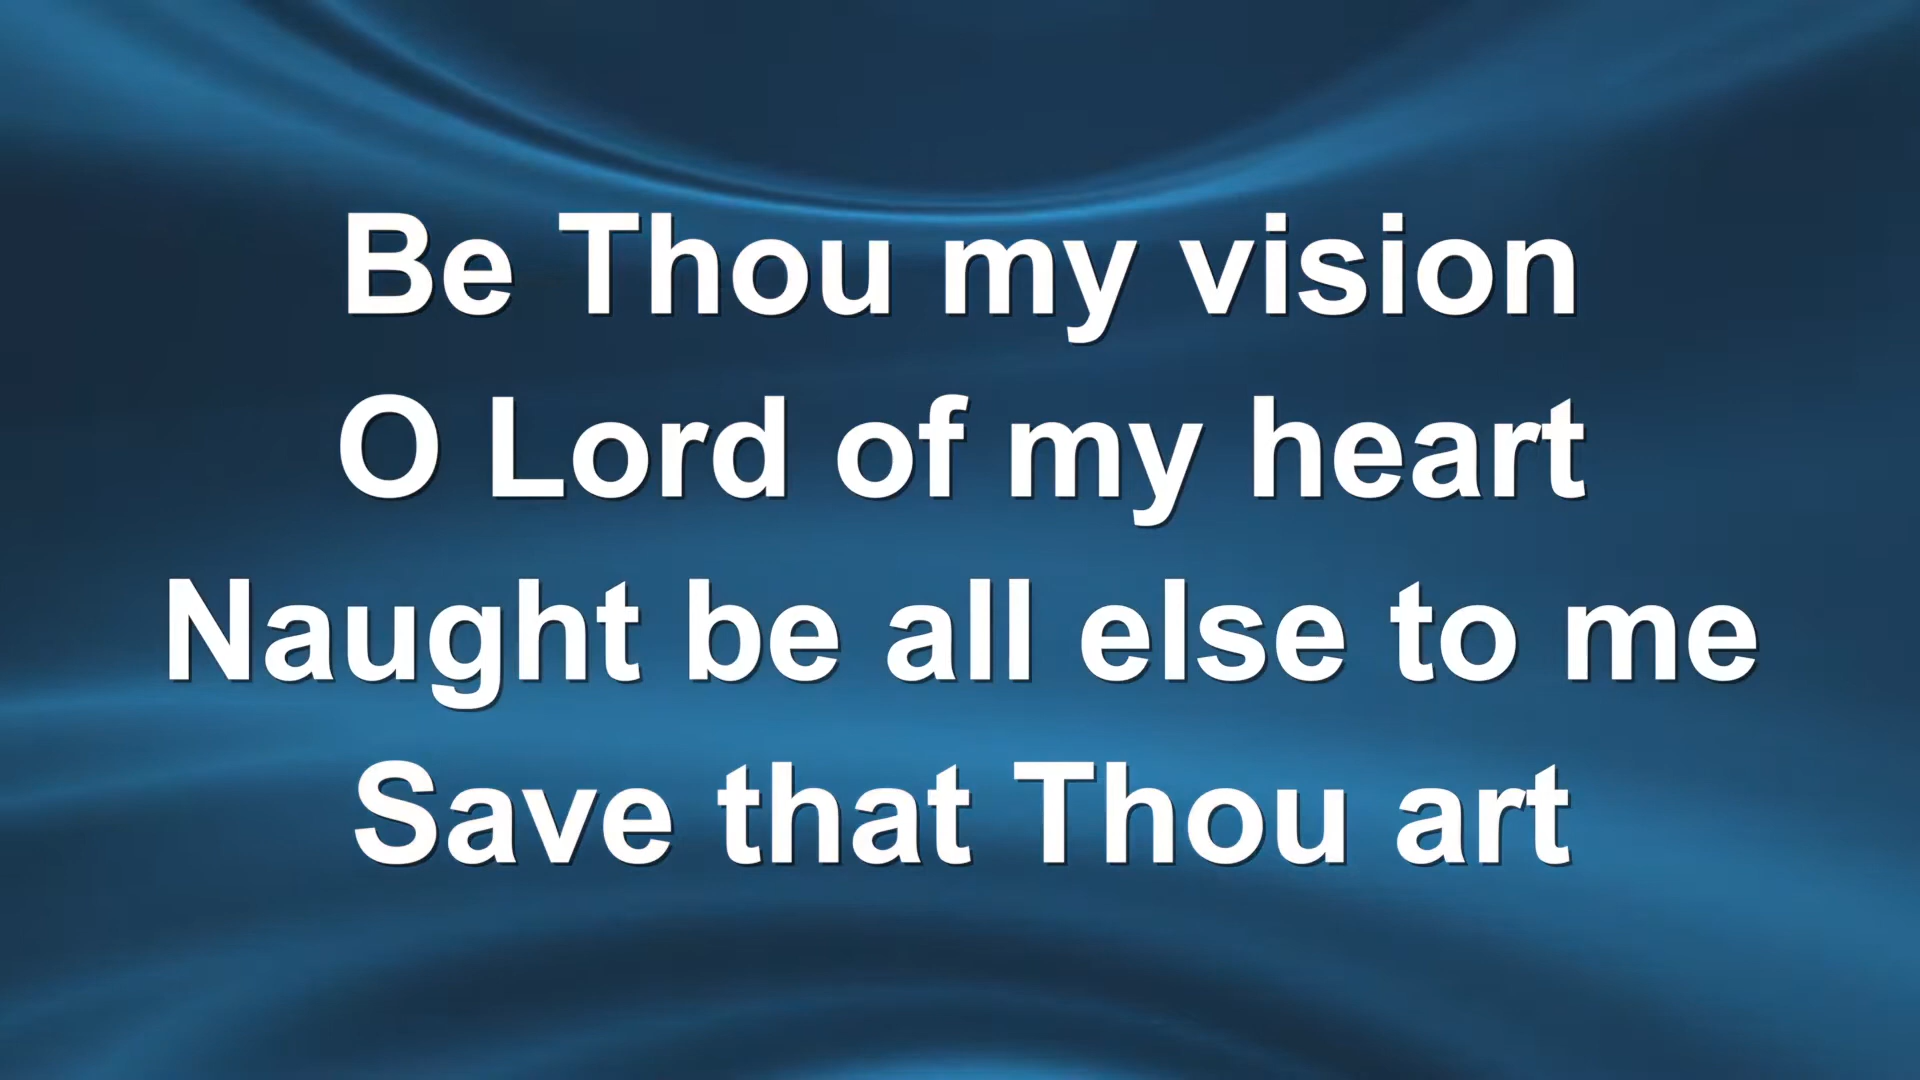 Be Thou my vision
O Lord of my heart
Naught be all else to me
Save that Thou art